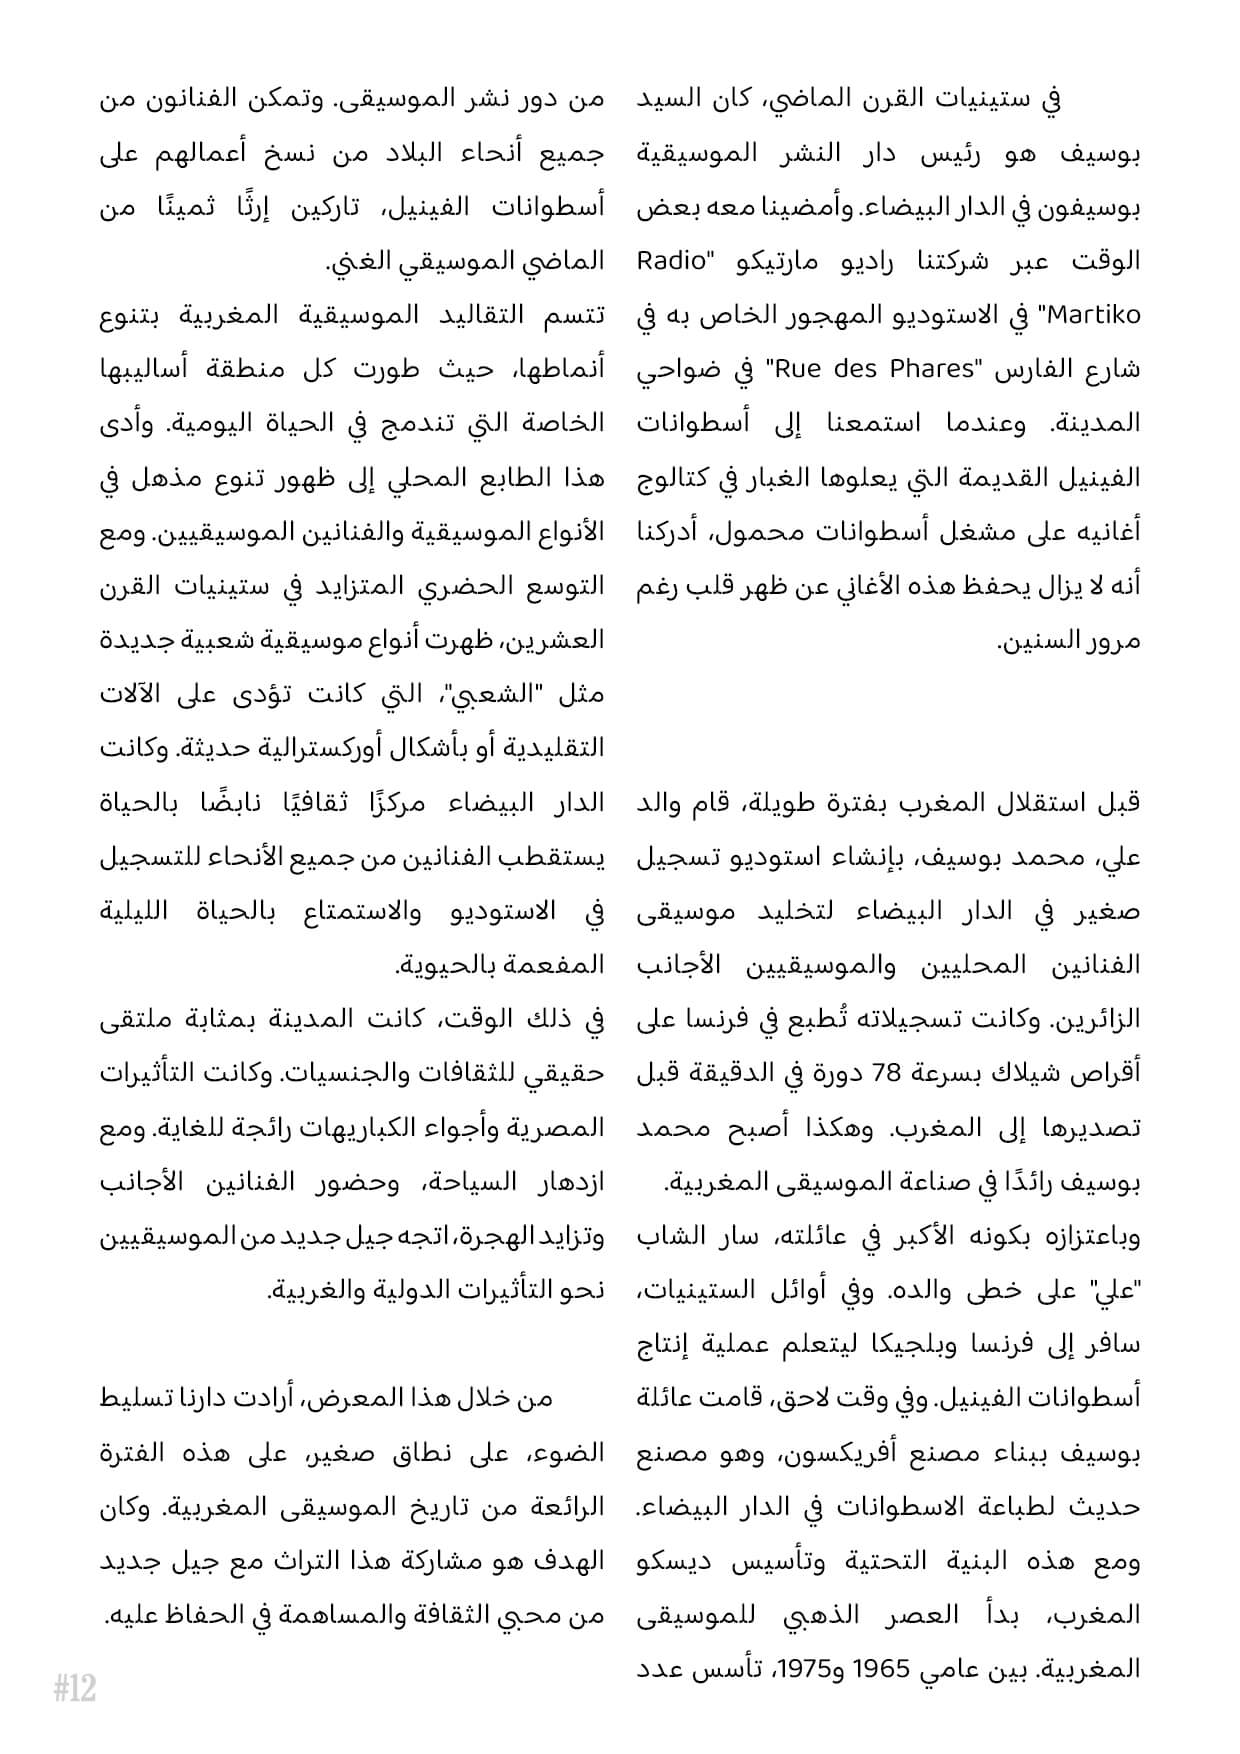 في ستينيات القرن الماضي، كان السيد
بوسيف هو رئيس دار النشر الموسيقية
بوسيفون في الدار البيضاء. وأمضينا معه بعض
الوقت عبر شركتنا راديو مارتيكو "Radio
Martiko" في الاستوديو المهجور الخاص به في
شارع الفارس "Rue des Phares" في ضواحي
المدينة. وعندما استمعنا إلى أسطوانات
الفينيل القديمة التي يعلوها الغبار في كتالوج
أغانيه على مشغل أسطوانات محمول، أدركنا
أنه لا يزال يحفظ هذه الأغاني عن ظهر قلب رغم
مرور السنين.
قبل استقلال المغرب بفترة طويلة، قام والد
علي، محمد بوسيف، بإنشاء استوديو تسجيل
صغير في الدار البيضاء لتخليد موسيقى
الفنانين المحليين والموسيقيين الأجانب
الزائرين. وكانت تسجيلاته تُطبع في فرنسا على
أقراص شيلاك بسرعة 78 دورة في الدقيقة قبل
تصديرها إلى المغرب. وهكذا أصبح محمد
بوسيف رائدًا في صناعة الموسيقى المغربية.
وباعتزازه بكونه الأكبر في عائلته، سار الشاب
"علي" على خطى والده. وفي أوائل الستينيات،
سافر إلى فرنسا وبلجيكا ليتعلم عملية إنتاج
أسطوانات الفينيل. وفي وقت لاحق، قامت عائلة
بوسيف ببناء مصنع أفريكسون، وهو مصنع
حديث لطباعة الاسطوانات في الدار البيضاء.
ومع هذه البنية التحتية وتأسيس ديسكو
المغرب، بدأ العصر الذهبي للموسيقى
المغربية. بين عامي 1965 و1975، تأسس عدد
من دور نشر الموسيقى. وتمكن الفنانون من
جميع أنحاء البلاد من نسخ أعمالهم على
أسطوانات الفينيل، تاركين إرثًا ثمينًا من
الماضي الموسيقي الغني.
تتسم التقاليد الموسيقية المغربية بتنوع
أنماطها، حيث طورت كل منطقة أساليبها
الخاصة التي تندمج في الحياة اليومية. وأدى
هذا الطابع المحلي إلى ظهور تنوع مذهل في
الأنواع الموسيقية والفنانين الموسيقيين. ومع
التوسع الحضري المتزايد في ستينيات القرن
العشرين، ظهرت أنواع موسيقية شعبية جديدة
مثل "الشعبي"، التي كانت تؤدى على الآلات
التقليدية أو بأشكال أوركسترالية حديثة. وكانت
الدار البيضاء مركزًا ثقافيًا نابضًا بالحياة
يستقطب الفنانين من جميع الأنحاء للتسجيل
في الاستوديو والاستمتاع بالحياة الليلية
المفعمة بالحيوية.
في ذلك الوقت، كانت المدينة بمثابة ملتقى
حقيقي للثقافات والجنسيات. وكانت التأثيرات
المصرية وأجواء الكباريهات رائجة للغاية. ومع
ازدهار السياحة، وحضور الفنانين الأجانب
وتزايد الهجرة، اتجه جيل جديد من الموسيقيين
نحو التأثيرات الدولية والغربية.
من خلال هذا المعرض، أرادت دارنا تسليط
الضوء، على نطاق صغير، على هذه الفترة
الرائعة من تاريخ الموسيقى المغربية. وكان
الهدف هو مشاركة هذا التراث مع جيل جديد
من محبي الثقافة والمساهمة في الحفاظ عليه.
#12